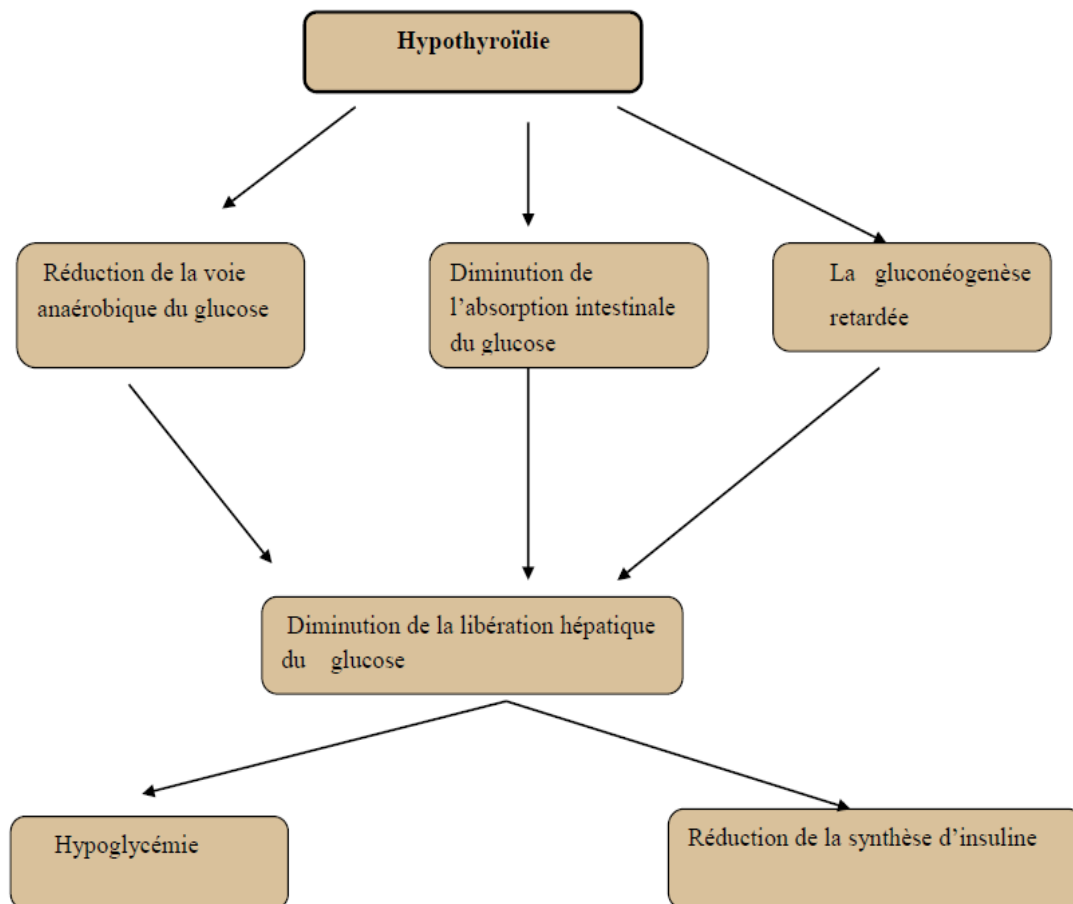 Hypothyroïdie
Réduction de la voie
anaérobique du glucose
Diminution de
l’absorption intestinale
du glucose
La gluconéogenèse
retardée
Diminution de la libération hépatique
du glucose
Hypoglycémie
Réduction de la synthèse d’insuline